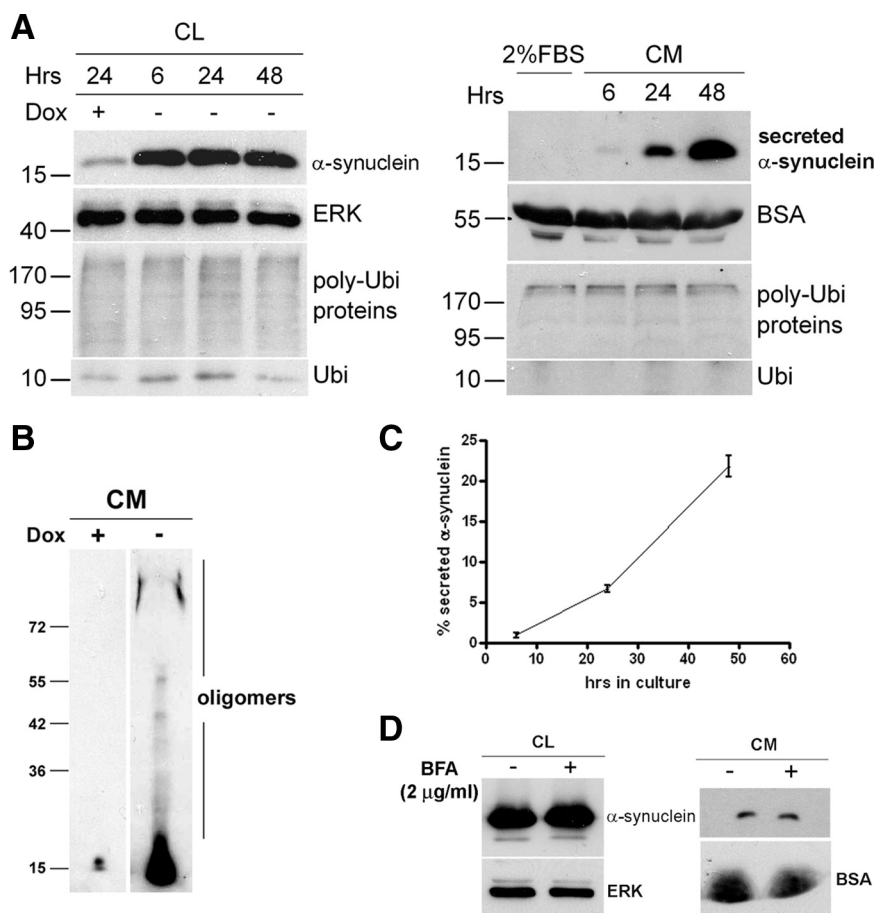 A
CL
Hrs 24 6 24 48
Dox + - - -
15 α-synuclein
40 ERK
170 poly-Ubi
95 proteins
10 Ubi
2%FBS CM
Hrs 6 24 48
15 secreted
α-synuclein
55 BSA
170 poly-Ubi
95 proteins
10 Ubi
B
CM
Dox + -
72
55
oligomers
42
36
15
C
25
20
15
10
5
0
% secreted α-synuclein
0 10 20 30 40 50 60
hrs in culture
D
CL
BFA - +
(2 µg/ml)
α-synuclein
ERK
CM
- +
BSA